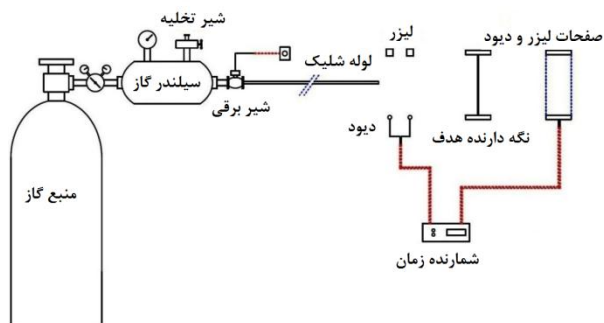 شیر تخلیه
لیزر
صفحات لیزر و دیود
لوله شلیک
سیلندر گاز
شیر برقی
دیود
نگه دارنده هدف
منبع گاز
شمارنده زمان